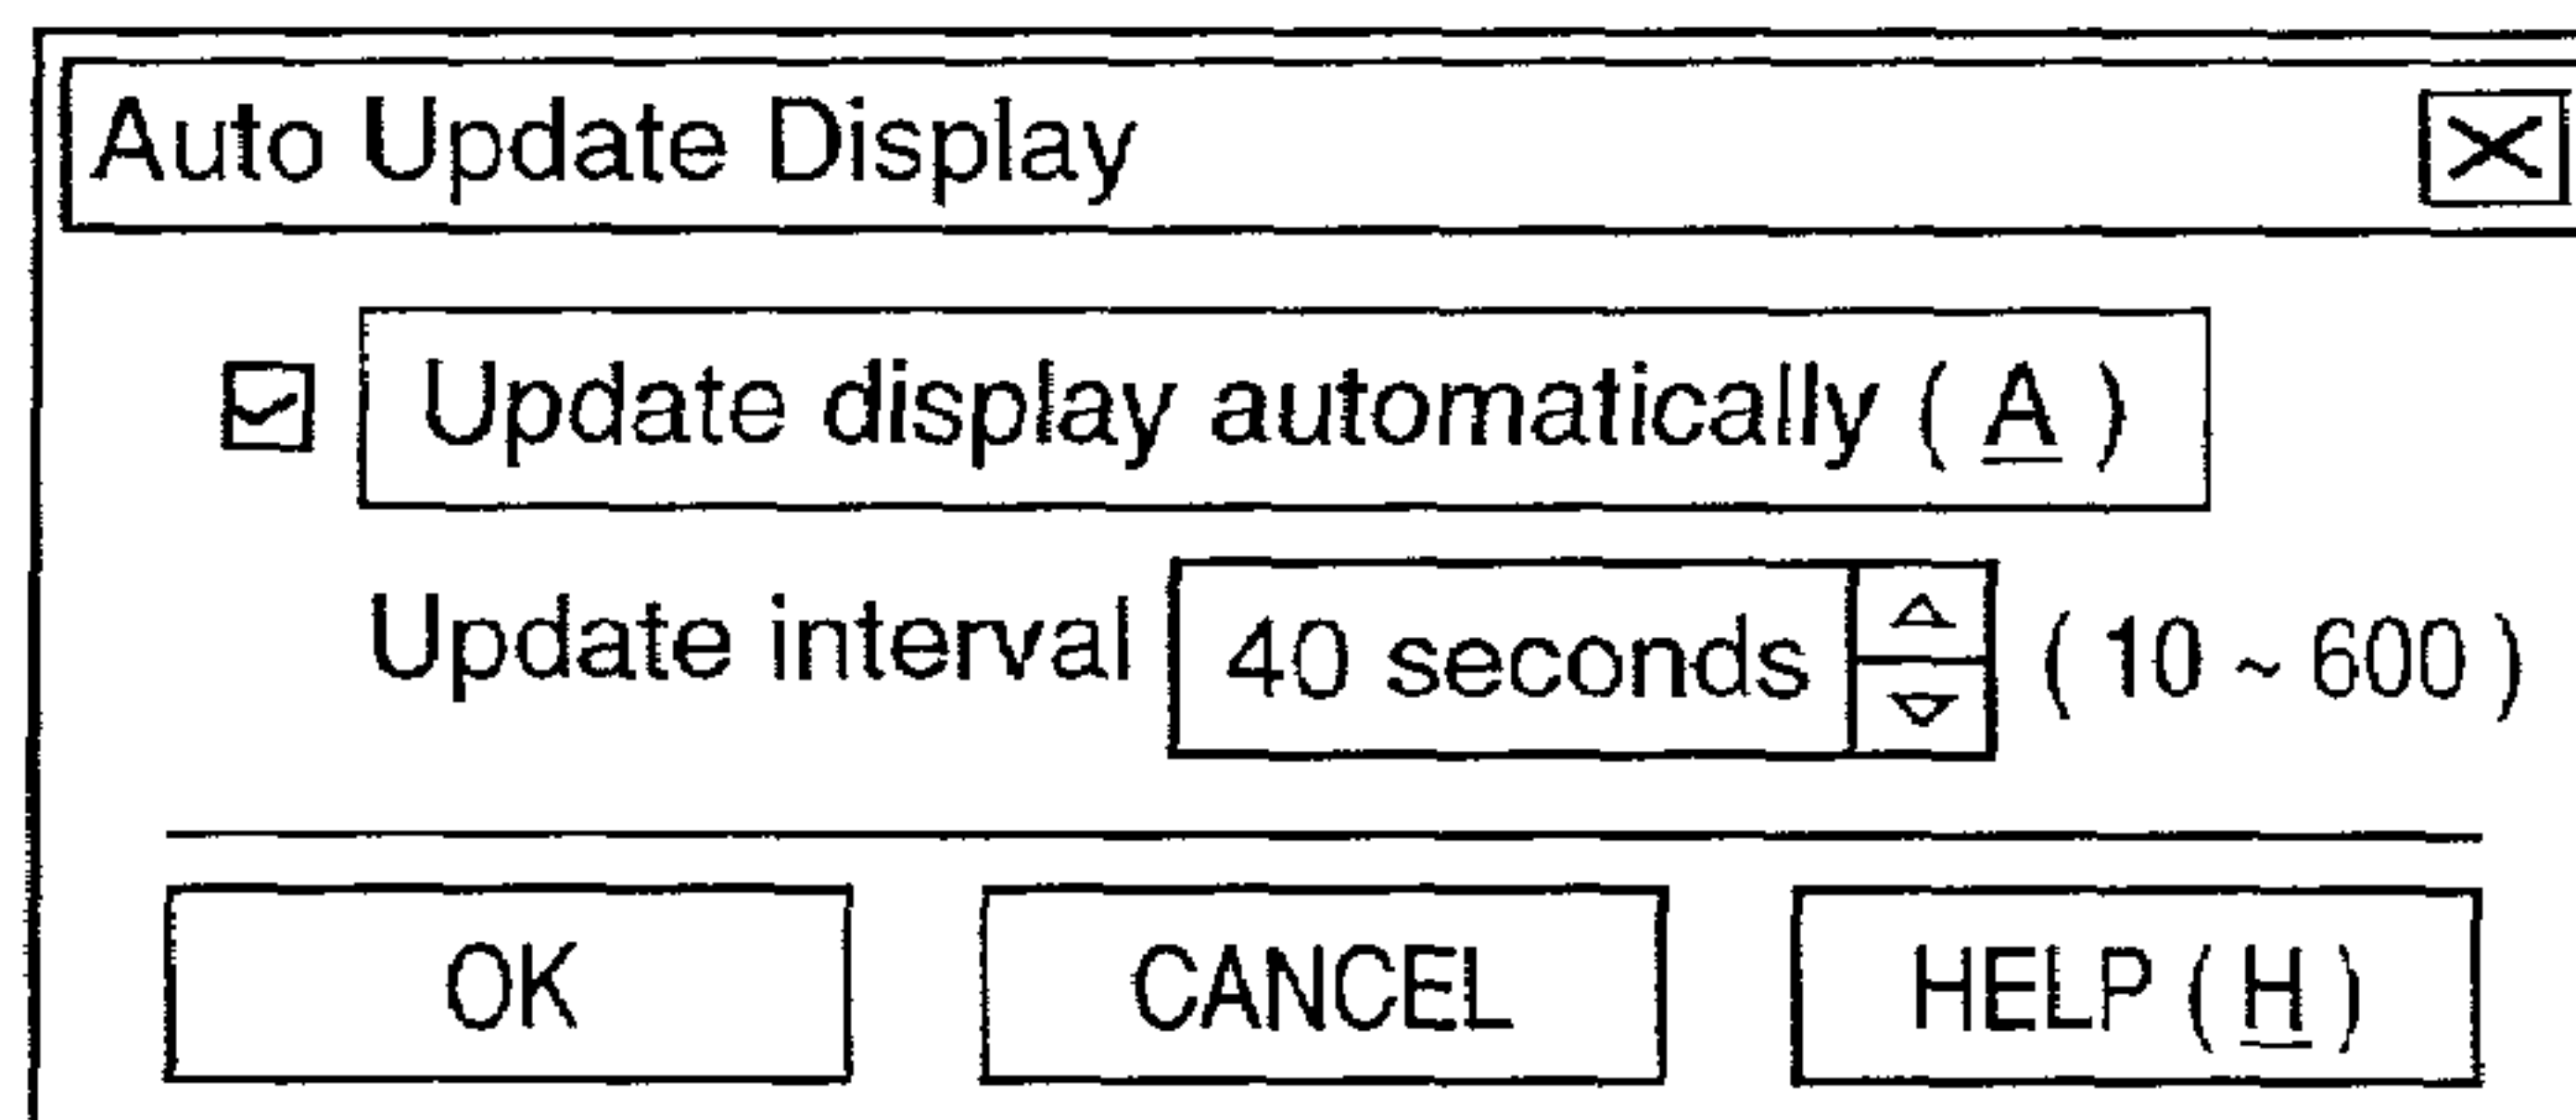 Auto Update Display
Update display automatically ( A )
Update interval 40 seconds ( 10 ~ 600 )
OK CANCEL HELP ( H )